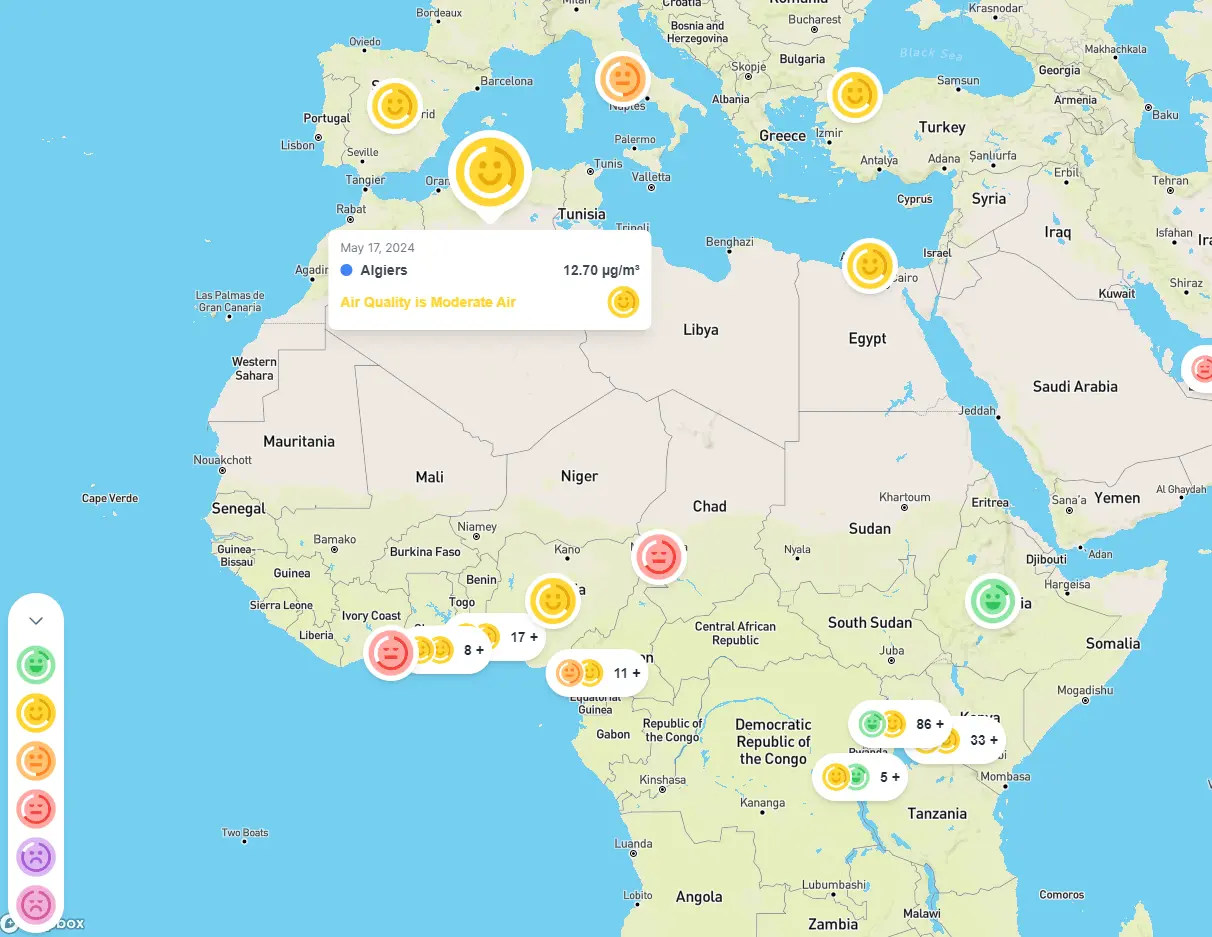 Bordeaux
Milan
Croatia
Romania
Krasnodar
Bosnia and
Herzegovina
Bucharest
Oviedo
Black Sea
Makhachkala
Skopje
Bulgaria
Georgia
Barcelona
Samsun
Albania
Armenia
Naples
Baku
Portugal
Greece
Izmir
Turkey
Lisbon
Palermo
Seville
Antalya
Adana
Şanlıurfa
Tunis
Erbil
Tangier
Valletta
Tehran
Cyprus
Syria
Rabat
Tunisia
Tripoli
Iraq
Isfahan
Benghazi
Israel
May 17, 2024
Algiers
12.70 µg/m³
Air Quality is Moderate Air
Agadir
Shiraz
Kuwait
Las Palmas de
Gran Canaria
Libya
Egypt
Western
Sahara
Saudi Arabia
Jeddah
Mauritania
Nouakchott
Mali
Niger
Cape Verde
Chad
Khartoum
Eritrea
Sana'a
Yemen
Al Ghaydah
Senegal
Sudan
Niamey
Bamako
Guinea-
Bissau
Burkina Faso
Kano
Nyala
Djibouti
Adan
Guinea
Benin
Hargeisa
Sierra Leone
Togo
Ivory Coast
Liberia
Central African
Republic
South Sudan
Somalia
17 +
8 +
Juba
11 +
Equatorial
Guinea
Mogadishu
Gabon
Republic of
the Congo
Democratic
Republic of
the Congo
Kenya
86 +
33 +
Rwanda
5 +
Kinshasa
Mombasa
Kananga
Tanzania
Two Boats
Luanda
Lubumbashi
Lobito
Angola
Comoros
Malawi
Zambia